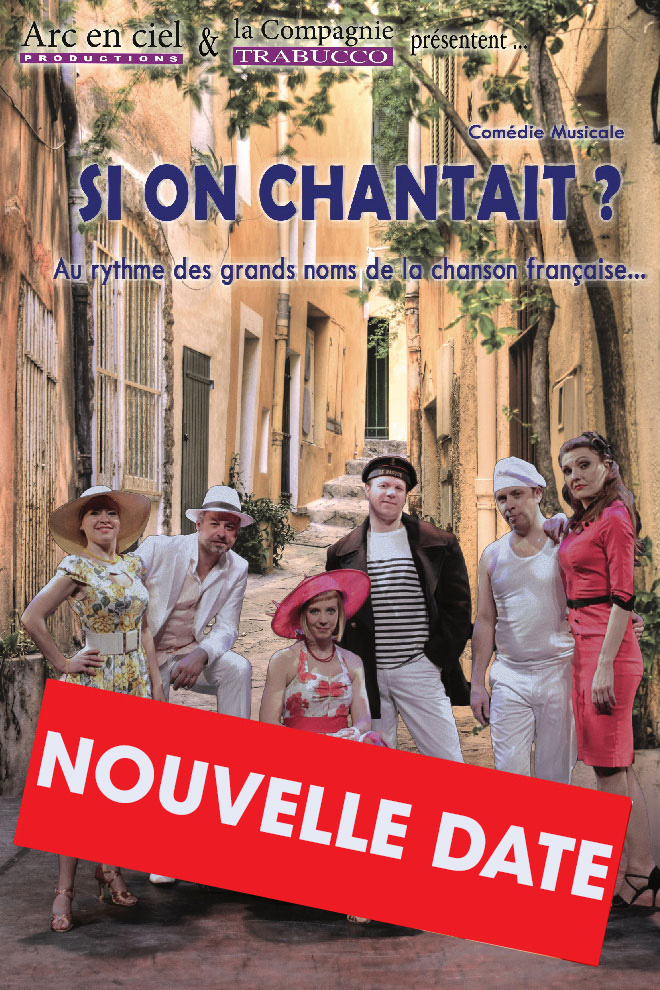 Arc en ciel & la Compagnie présentent ...
PRODUCTIONS TRABUCCO
Comédie Musicale
SI ON CHANTAIT ?
Au rythme des grands noms de la chanson française...
NOUVELLE DATE